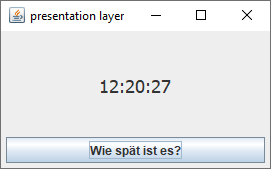 presentation layer
12:20:27
Wie spät ist es?